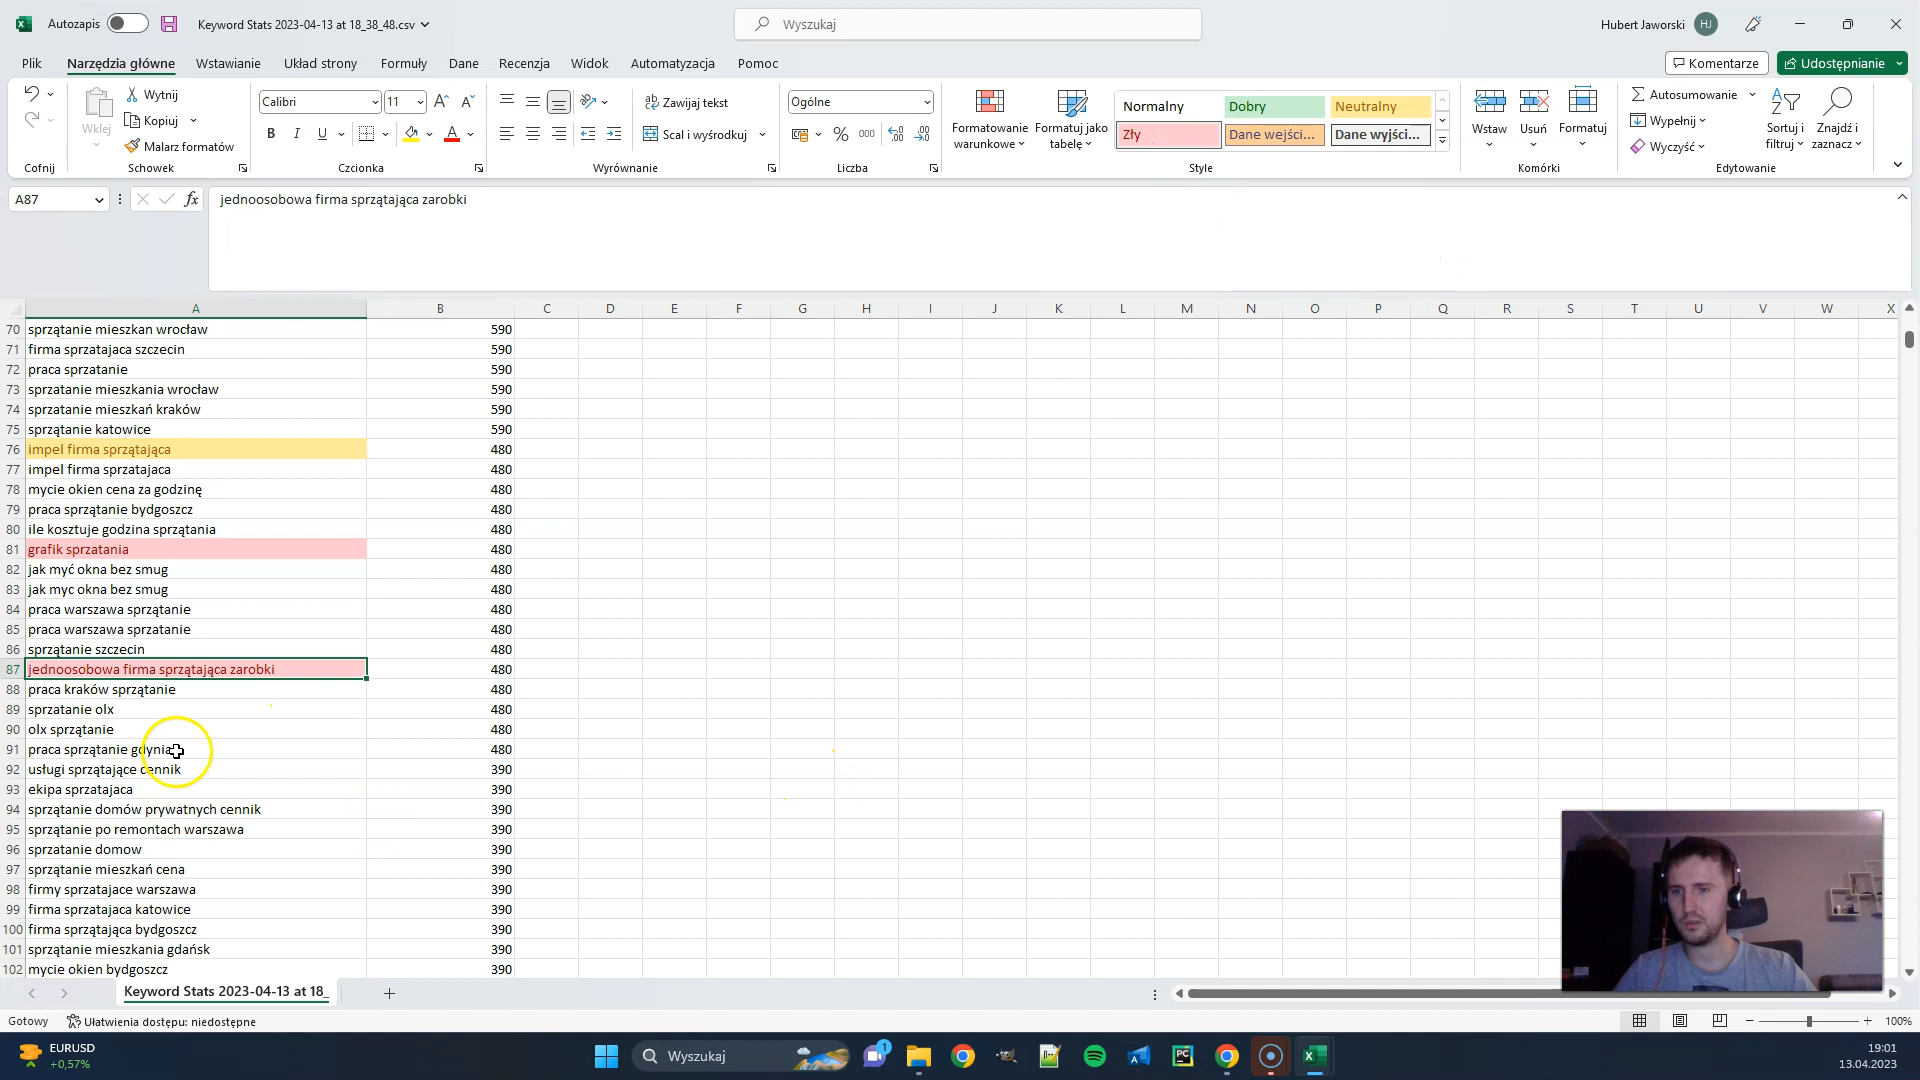 Autozapis
Keyword Stats 2023-04-13 at 18_38_48.csv
Wyszukaj
Hubert Jaworski
HJ
Plik
Narzędzia główne
Wstawianie
Układ strony
Formuły
Dane
Recenzja
Widok
Automatyzacja
Pomoc
Komentarze
Udostępnianie
Cofnij
Wklej
Wytnij
Kopiuj
Malarz formatów
Schowek
Calibri
11
B I U
Czcionka
Zawijaj tekst
Scal i wyśrodkuj
Wyrównanie
Ogólne
% 000
Liczba
Formatowanie warunkowe
Formatuj jako tabelę
Normalny
Dobry
Neutralny
Zły
Dane wejści...
Dane wyjści...
Style
Wstaw
Usuń
Formatuj
Komórki
Autosumowanie
Wypełnij
Wyczyść
Sortuj i filtruj
Znajdź i zaznacz
Edytowanie
A87
fx
jednoosobowa firma sprzątająca zarobki
A B C D E F G H I J K L M N O P Q R S T U V W X
70 sprzątanie mieszkan wrocław 590
71 firma sprzatajaca szczecin 590
72 praca sprzatanie 590
73 sprzatanie mieszkania wrocław 590
74 sprzatanie mieszkań kraków 590
75 sprzątanie katowice 590
76 impel firma sprzątająca 480
77 impel firma sprzatajaca 480
78 mycie okien cena za godzinę 480
79 praca sprzątanie bydgoszcz 480
80 ile kosztuje godzina sprzątania 480
81 grafik sprzatania 480
82 jak myć okna bez smug 480
83 jak myc okna bez smug 480
84 praca warszawa sprzątanie 480
85 praca warszawa sprzatanie 480
86 sprzątanie szczecin 480
87 jednoosobowa firma sprzątająca zarobki 480
88 praca kraków sprzątanie 480
89 sprzatanie olx 480
90 olx sprzątanie 480
91 praca sprzątanie gdynia 480
92 usługi sprzątające cennik 390
93 ekipa sprzatajaca 390
94 sprzątanie domów prywatnych cennik 390
95 sprzątanie po remontach warszawa 390
96 sprzatanie domow 390
97 sprzątanie mieszkań cena 390
98 firmy sprzatajace warszawa 390
99 firma sprzatajaca katowice 390
100 firma sprzątająca bydgoszcz 390
101 sprzątanie mieszkania gdańsk 390
102 mycie okien bydgoszcz 390
Keyword Stats 2023-04-13 at 18_
Gotowy
Ułatwienia dostępu: niedostępne
100%
EURUSD
+0,57%
Wyszukaj
1
PC
19:01
13.04.2023